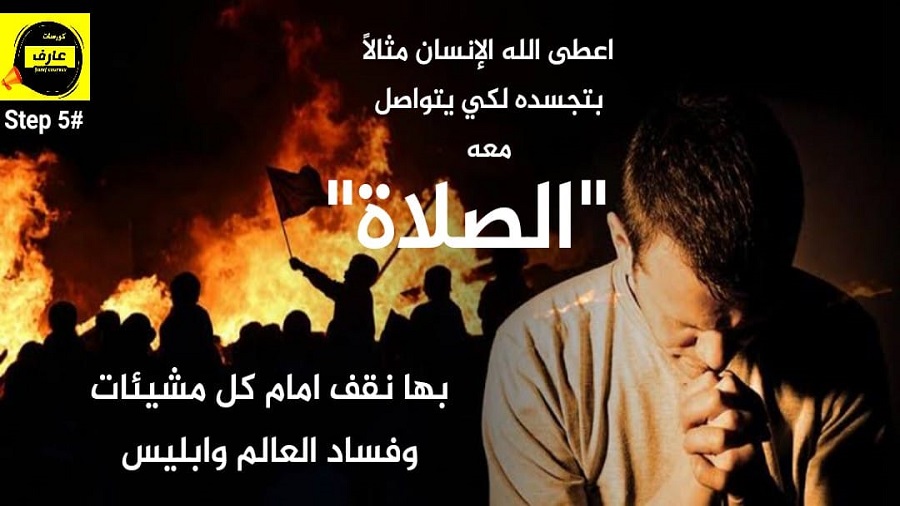 كورسات
عارف
Step 5#
اعطى الله الإنسان مثالاً
بتجسده لكي يتواصل
معه
"الصلاة"
بها نقف امام كل مشيئات
وفساد العالم وابليس